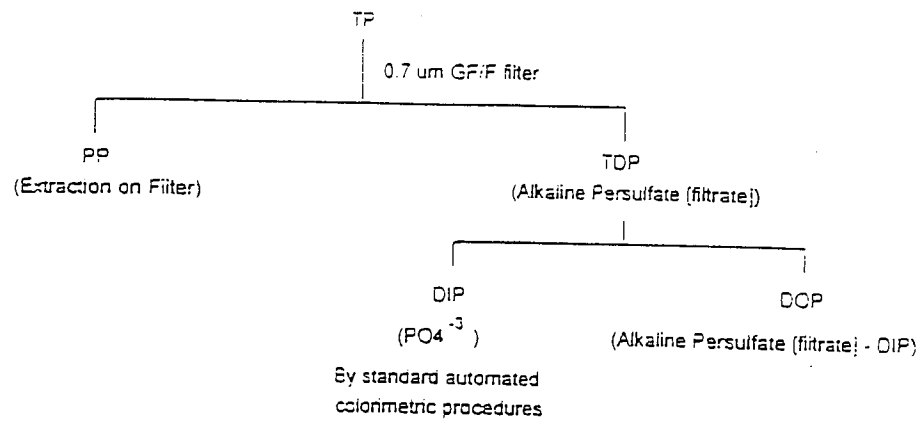 TP
0.7 um GF/F filter
PP
(Extraction on Filter)
TDP
(Alkaline Persulfate [filtrate])
DIP
(PO4 -3 )
By standard automated
colorimetric procedures
DOP
(Alkaline Persulfate [filtrate] - DIP)